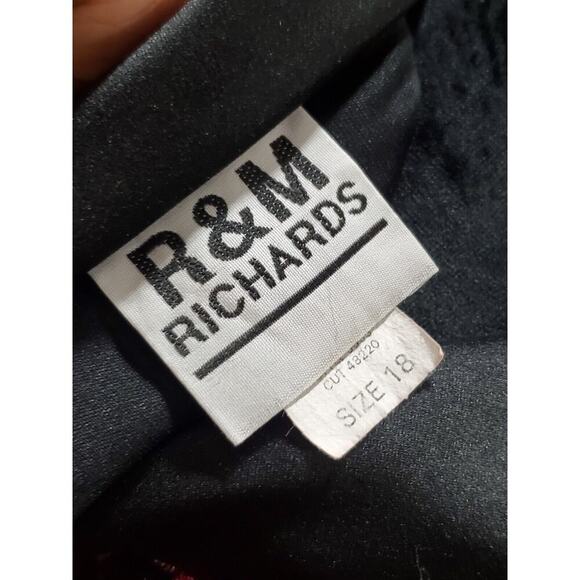 R&M
RICHARDS
CUT 48220
SIZE 18